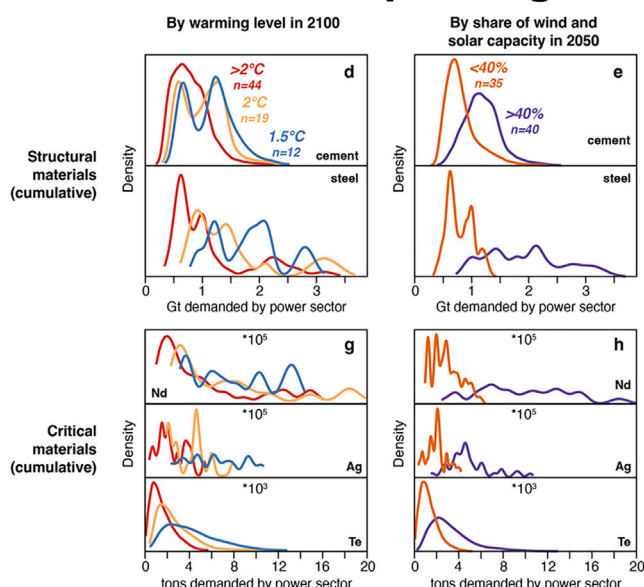 By warming level in 2100
By share of wind and
solar capacity in 2050
Structural
materials
(cumulative)
Density
d
>2°C
n=44
2°C
n=19
1.5°C
n=12
cement
steel
0 1 2 3
Gt demanded by power sector
Density
e
<40%
n=35
>40%
n=40
cement
steel
0 1 2 3
Gt demanded by power sector
Critical
materials
(cumulative)
Density
g
*10⁵
Nd
*10⁵
Ag
*10³
Te
0 4 8 12 16 20
tons demanded by power sector
Density
h
*10⁵
Nd
*10⁵
Ag
*10³
Te
0 4 8 12 16 20
tons demanded by power sector